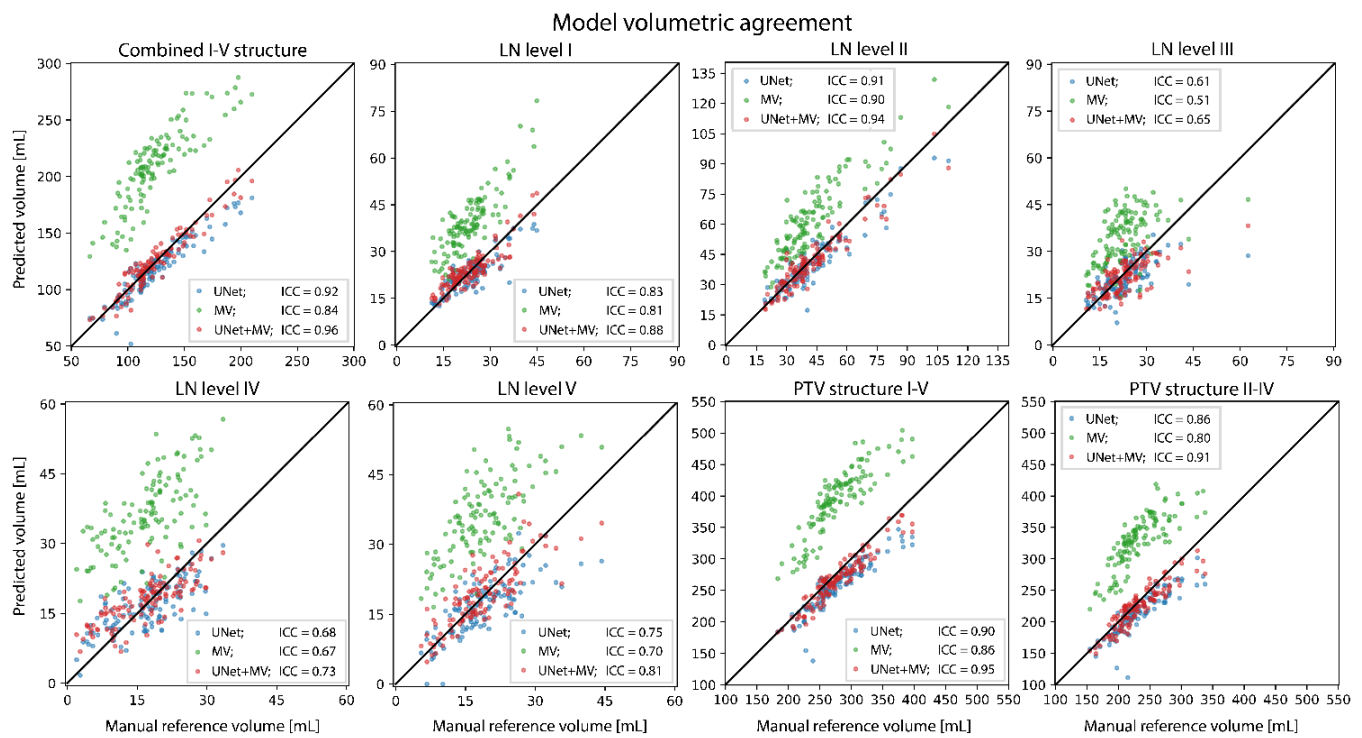 Model volumetric agreement
Combined I-V structure
LN level I
LN level II
LN level III
Predicted volume [mL]
300
250
200
150
100
50
50 100 150 200 250 300
UNet; ICC = 0.92
MV; ICC = 0.84
UNet+MV; ICC = 0.96
90
75
60
45
30
15
0
0 15 30 45 60 75 90
UNet; ICC = 0.83
MV; ICC = 0.81
UNet+MV; ICC = 0.88
135
120
105
90
75
60
45
30
15
0
0 15 30 45 60 75 90 105 120 135
UNet; ICC = 0.91
MV; ICC = 0.90
UNet+MV; ICC = 0.94
90
75
60
45
30
15
0
0 15 30 45 60 75 90
UNet; ICC = 0.61
MV; ICC = 0.51
UNet+MV; ICC = 0.65
LN level IV
LN level V
PTV structure I-V
PTV structure II-IV
Predicted volume [mL]
60
45
30
15
0
0 15 30 45 60
UNet; ICC = 0.68
MV; ICC = 0.67
UNet+MV; ICC = 0.73
Manual reference volume [mL]
60
45
30
15
0
0 15 30 45 60
UNet; ICC = 0.75
MV; ICC = 0.70
UNet+MV; ICC = 0.81
Manual reference volume [mL]
550
500
450
400
350
300
250
200
150
100
100 150 200 250 300 350 400 450 500 550
UNet; ICC = 0.90
MV; ICC = 0.86
UNet+MV; ICC = 0.95
Manual reference volume [mL]
550
500
450
400
350
300
250
200
150
100
100 150 200 250 300 350 400 450 500 550
UNet; ICC = 0.86
MV; ICC = 0.80
UNet+MV; ICC = 0.91
Manual reference volume [mL]